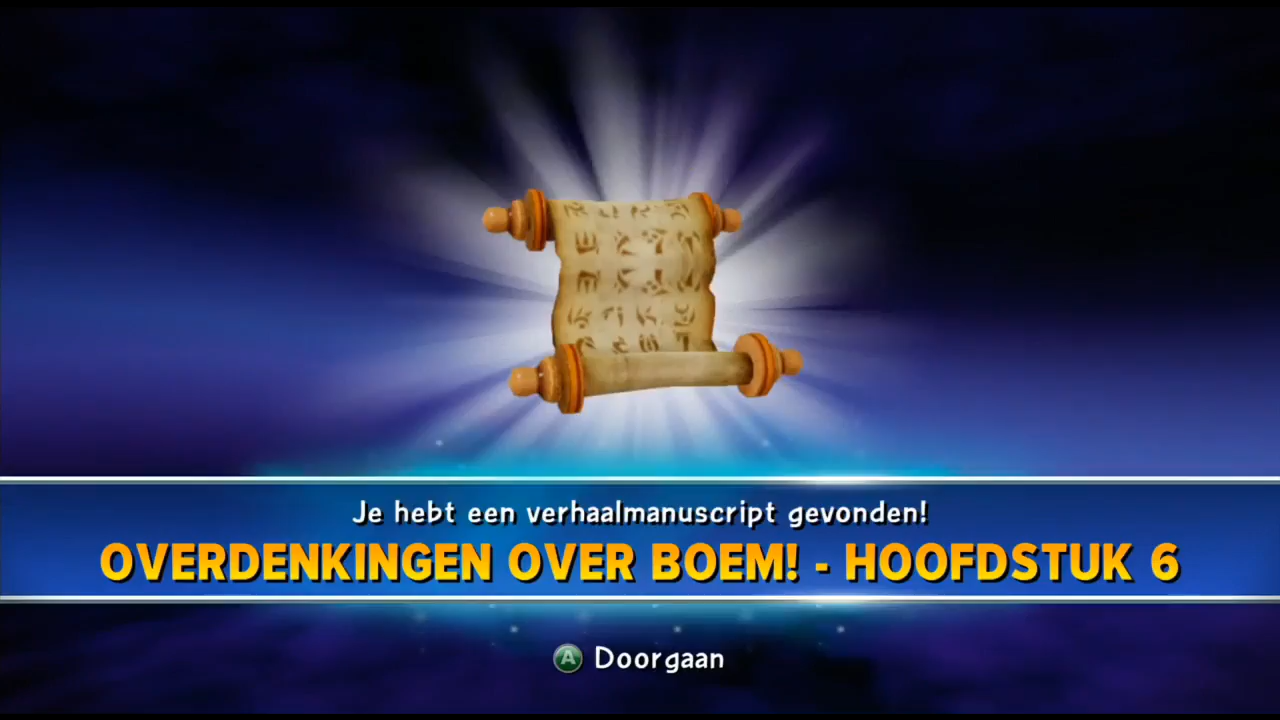 Je hebt een verhaalmanuscript gevonden!
OVERDENKINGEN OVER BOEM! - HOOFDSTUK 6
A Doorgaan